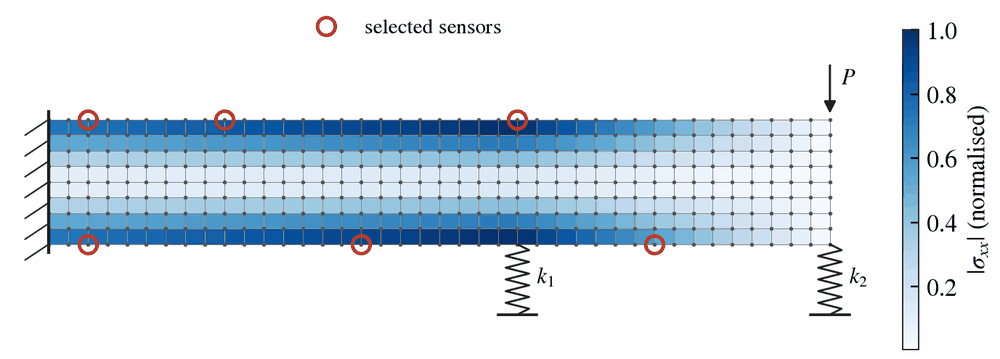 selected sensors
P
k₁
k₂
1.0
0.8
0.6
0.4
0.2
|σₓₓ| (normalised)